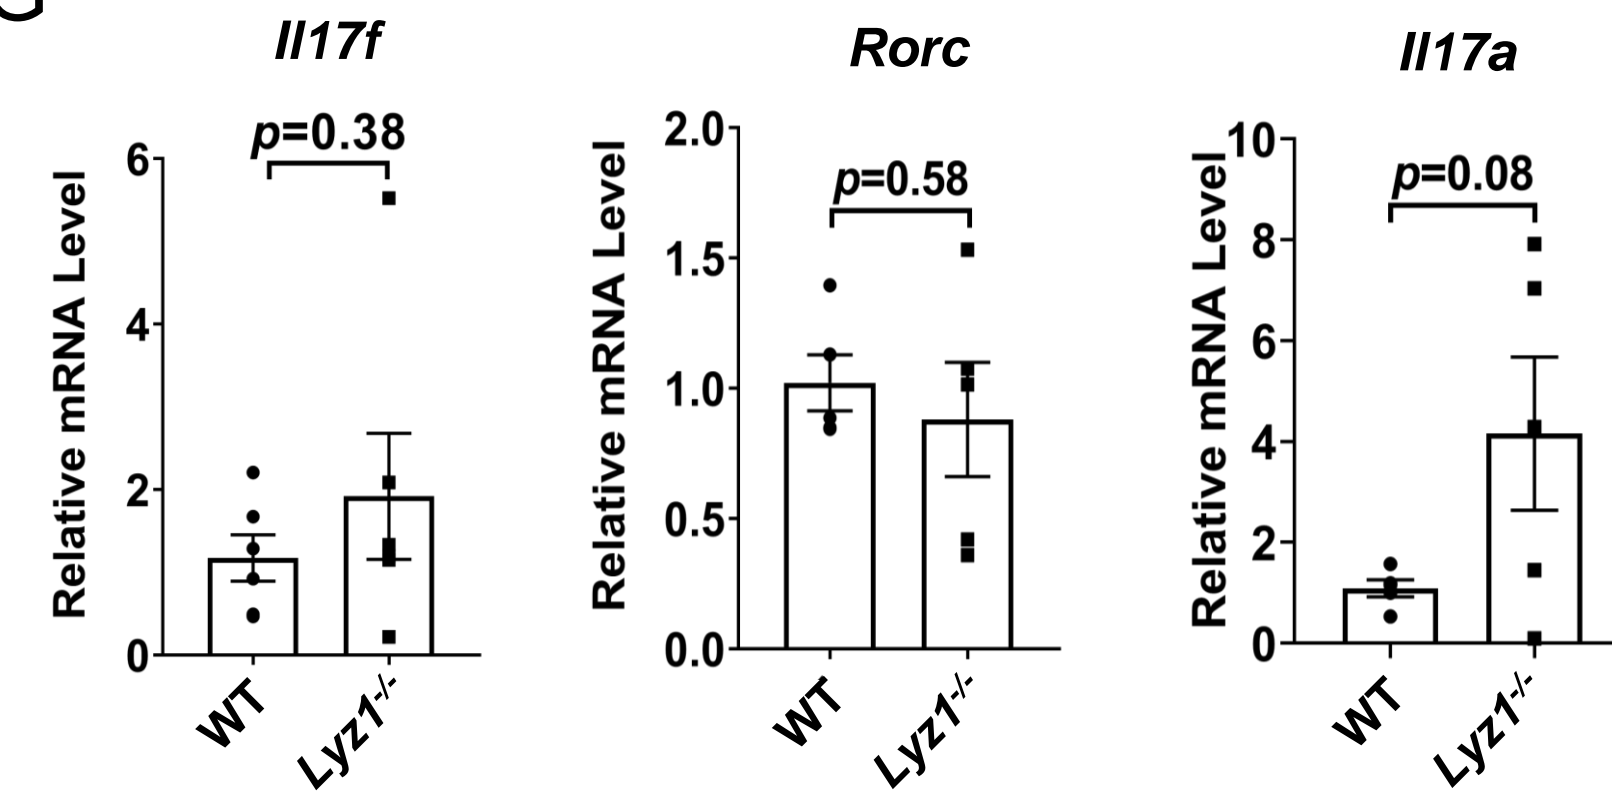 G
Il17f
p=0.38
Relative mRNA Level
6
4
2
0
WT
Lyz1-/-
Rorc
p=0.58
Relative mRNA Level
2.0
1.5
1.0
0.5
0.0
WT
Lyz1-/-
Il17a
p=0.08
Relative mRNA Level
10
8
6
4
2
0
WT
Lyz1-/-